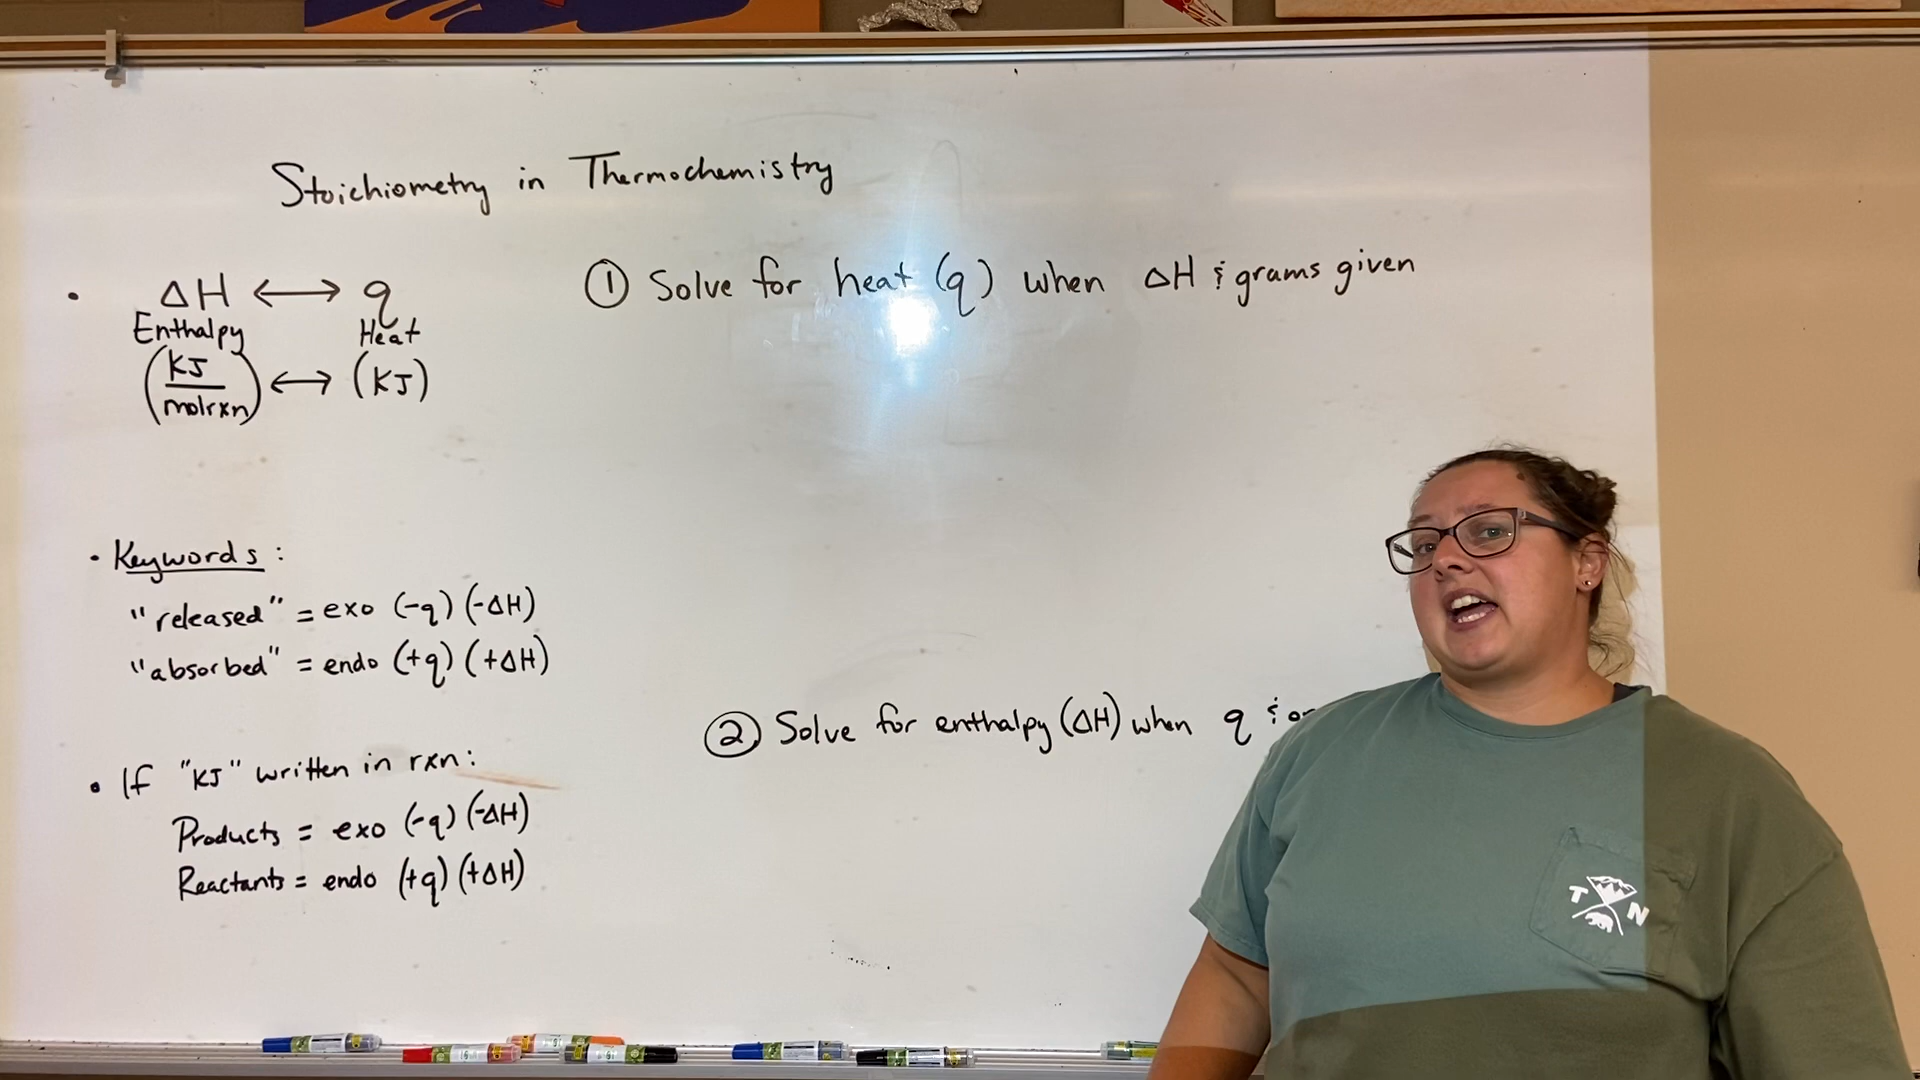 Stoichiometry in Thermochemistry
• ΔH ⟷ q
Enthalpy Heat
(KJ/molrxn) ⟷ (KJ)
• Keywords:
"released" = exo (-q) (-ΔH)
"absorbed" = endo (+q) (+ΔH)
• If "KJ" written in rxn:
Products = exo (-q) (-ΔH)
Reactants = endo (+q) (+ΔH)
① Solve for heat (q) when ΔH & grams given
② Solve for enthalpy (ΔH) when q &
T N